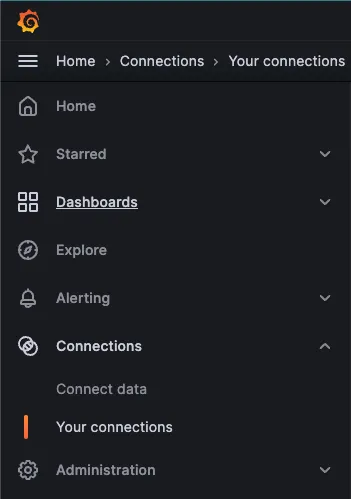 Home › Connections › Your connections
Home
Starred
Dashboards
Explore
Alerting
Connections
Connect data
Your connections
Administration